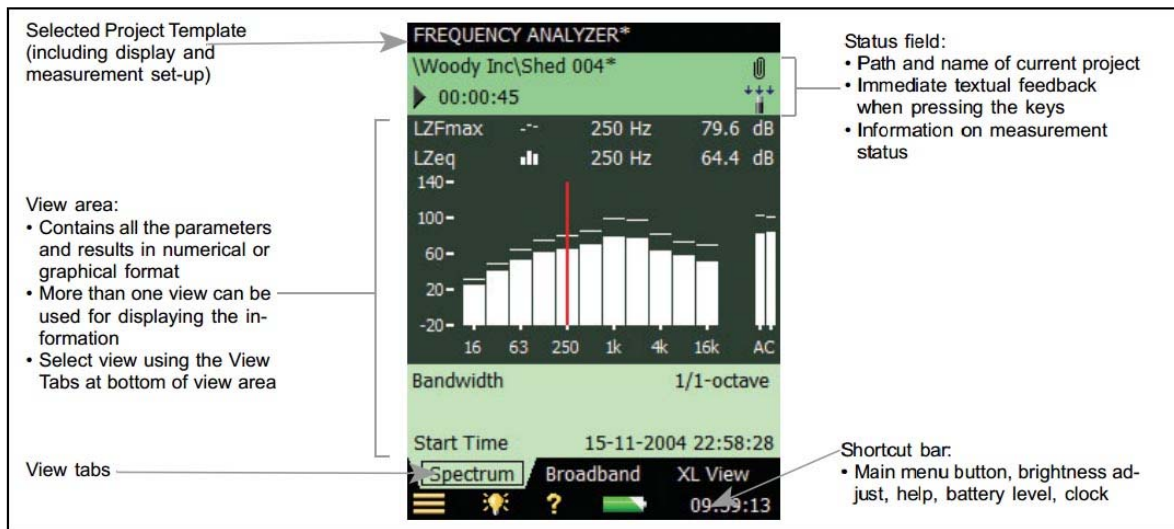 Selected Project Template
(including display and
measurement set-up)
View area:
• Contains all the parameters
and results in numerical or
graphical format
• More than one view can be
used for displaying the in-
formation
• Select view using the View
Tabs at bottom of view area
View tabs
FREQUENCY ANALYZER*
\Woody Inc\Shed 004*
00:00:45
LZFmax 250 Hz 79.6 dB
LZeq 250 Hz 64.4 dB
140
100
60
20
-20
16 63 250 1k 4k 16k AC
Bandwidth 1/1-octave
Start Time 15-11-2004 22:58:28
Spectrum Broadband XL View
? 09:39:13
Status field:
• Path and name of current project
• Immediate textual feedback
when pressing the keys
• Information on measurement
status
Shortcut bar:
• Main menu button, brightness ad-
just, help, battery level, clock